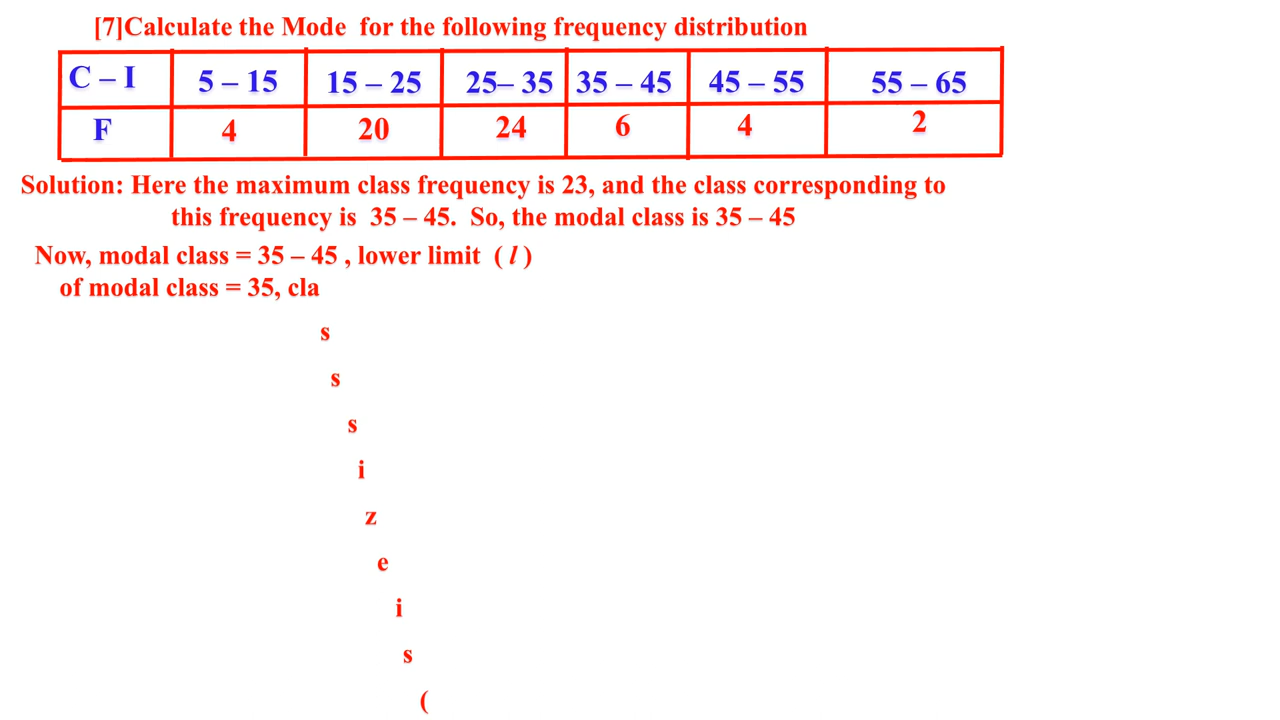 [7]Calculate the Mode for the following frequency distribution
C – I 5 – 15 15 – 25 25– 35 35 – 45 45 – 55 55 – 65
F 4 20 24 6 4 2
Solution: Here the maximum class frequency is 23, and the class corresponding to
this frequency is 35 – 45. So, the modal class is 35 – 45
Now, modal class = 35 – 45 , lower limit ( l )
of modal class = 35, cla
s
s
s
i
z
e
i
s
(